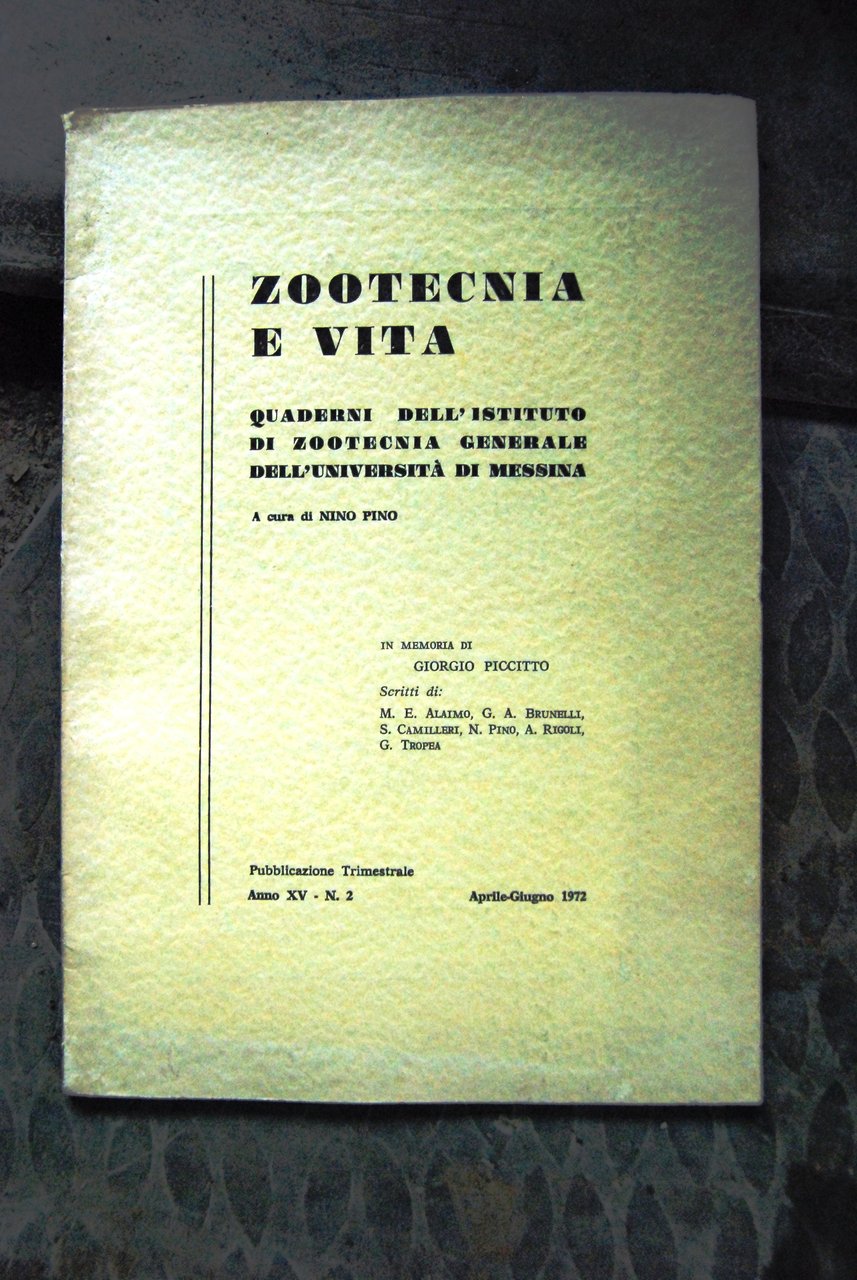 ZOOTECNIA
E VITA
QUADERNI DELL'ISTITUTO
DI ZOOTECNIA GENERALE
DELL'UNIVERSITÀ DI MESSINA
A cura di NINO PINO
IN MEMORIA DI
GIORGIO PICCITTO
Scritti di:
M. E. ALAIMO, G. A. BRUNELLI,
S. CAMILLERI, N. PINO, A. RIGOLI,
G. TROPEA
Pubblicazione Trimestrale
Anno XV - N. 2 Aprile-Giugno 1972